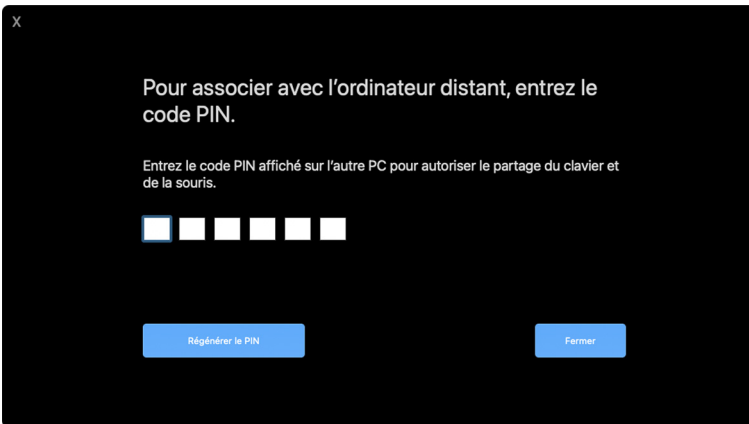 X
Pour associer avec l’ordinateur distant, entrez le
code PIN.
Entrez le code PIN affiché sur l’autre PC pour autoriser le partage du clavier et
de la souris.
Régénérer le PIN
Fermer